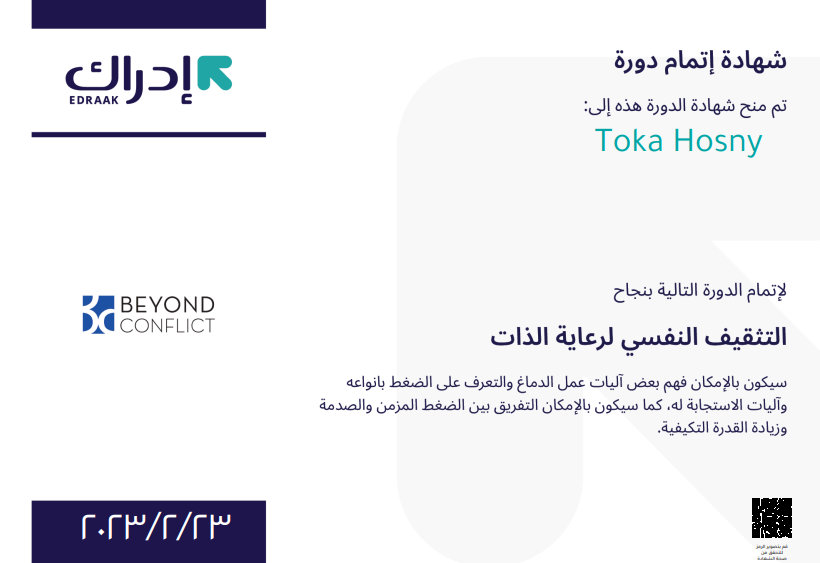 شهادة إتمام دورة
تم منح شهادة الدورة هذه إلى:
Toka Hosny
إدراك
EDRAAK
BEYOND
CONFLICT
لإتمام الدورة التالية بنجاح
التثقيف النفسي لرعاية الذات
سيكون بالإمكان فهم بعض آليات عمل الدماغ والتعرف على الضغط بانواعه
وآليات الاستجابة له، كما سيكون بالإمكان التفريق بين الضغط المزمن والصدمة
وزيادة القدرة التكيفية.
٢٠٢٣/٢/٢٣
قم بتصوير الرمز
للتحقق من
صحة الشهادة